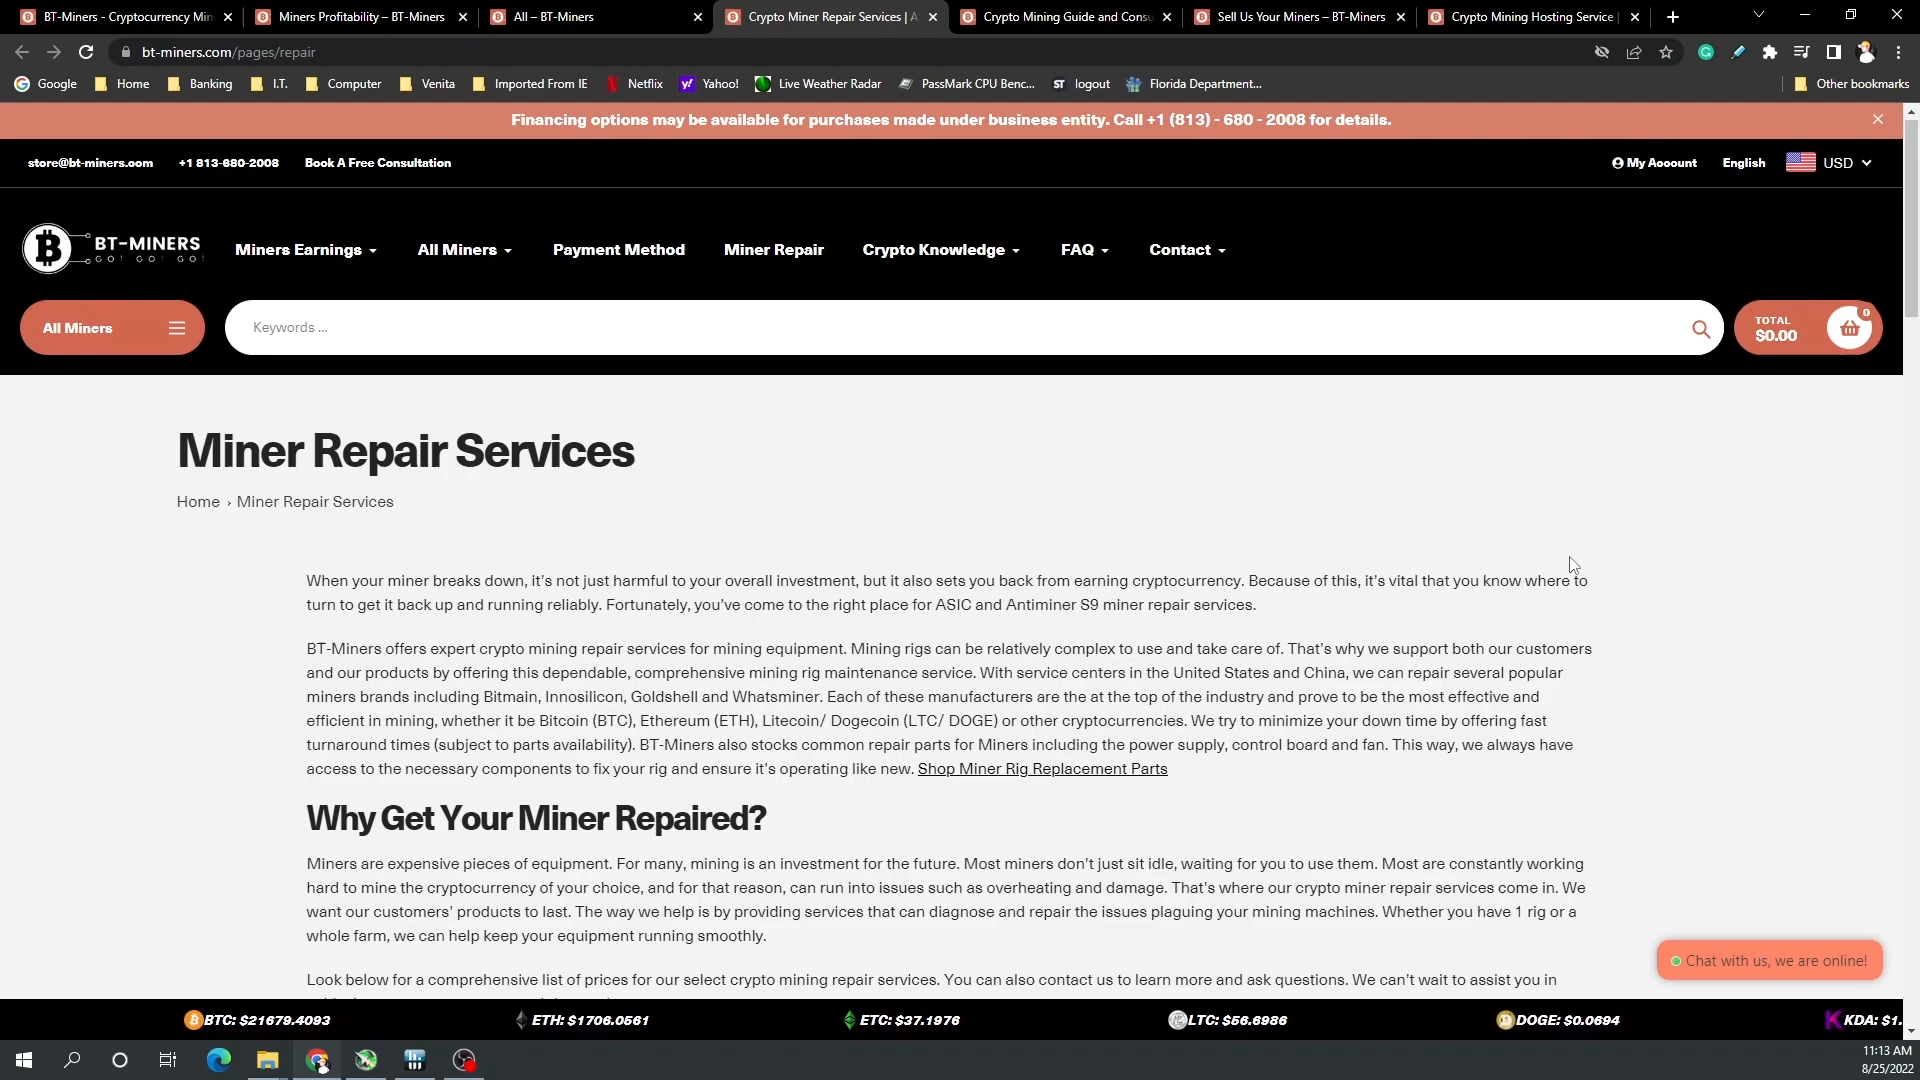 BT-Miners - Cryptocurrency Min
Miners Profitability – BT-Miners
All – BT-Miners
Crypto Miner Repair Services | A
Crypto Mining Guide and Consu
Sell Us Your Miners – BT-Miners
Crypto Mining Hosting Service |
bt-miners.com/pages/repair
Google
Home
Banking
I.T.
Computer
Venita
Imported From IE
Netflix
Yahoo!
Live Weather Radar
PassMark CPU Benc...
logout
Florida Department...
Other bookmarks
Financing options may be available for purchases made under business entity. Call +1 (813) - 680 - 2008 for details.
store@bt-miners.com
+1 813-680-2008
Book A Free Consultation
My Account
English
USD
BT-MINERS
GO! GO! GO!
Miners Earnings
All Miners
Payment Method
Miner Repair
Crypto Knowledge
FAQ
Contact
All Miners
Keywords ...
TOTAL
$0.00
0
Miner Repair Services
Home › Miner Repair Services
When your miner breaks down, it's not just harmful to your overall investment, but it also sets you back from earning cryptocurrency. Because of this, it's vital that you know where to
turn to get it back up and running reliably. Fortunately, you've come to the right place for ASIC and Antiminer S9 miner repair services.
BT-Miners offers expert crypto mining repair services for mining equipment. Mining rigs can be relatively complex to use and take care of. That's why we support both our customers
and our products by offering this dependable, comprehensive mining rig maintenance service. With service centers in the United States and China, we can repair several popular
miners brands including Bitmain, Innosilicon, Goldshell and Whatsminer. Each of these manufacturers are the at the top of the industry and prove to be the most effective and
efficient in mining, whether it be Bitcoin (BTC), Ethereum (ETH), Litecoin/ Dogecoin (LTC/ DOGE) or other cryptocurrencies. We try to minimize your down time by offering fast
turnaround times (subject to parts availability). BT-Miners also stocks common repair parts for Miners including the power supply, control board and fan. This way, we always have
access to the necessary components to fix your rig and ensure it's operating like new. Shop Miner Rig Replacement Parts
Why Get Your Miner Repaired?
Miners are expensive pieces of equipment. For many, mining is an investment for the future. Most miners don't just sit idle, waiting for you to use them. Most are constantly working
hard to mine the cryptocurrency of your choice, and for that reason, can run into issues such as overheating and damage. That's where our crypto miner repair services come in. We
want our customers' products to last. The way we help is by providing services that can diagnose and repair the issues plaguing your mining machines. Whether you have 1 rig or a
whole farm, we can help keep your equipment running smoothly.
Look below for a comprehensive list of prices for our select crypto mining repair services. You can also contact us to learn more and ask questions. We can't wait to assist you in
Chat with us, we are online!
BTC: $21679.4093
ETH: $1706.0561
ETC: $37.1976
LTC: $56.6986
DOGE: $0.0694
KDA: $1.
11:13 AM
8/25/2022